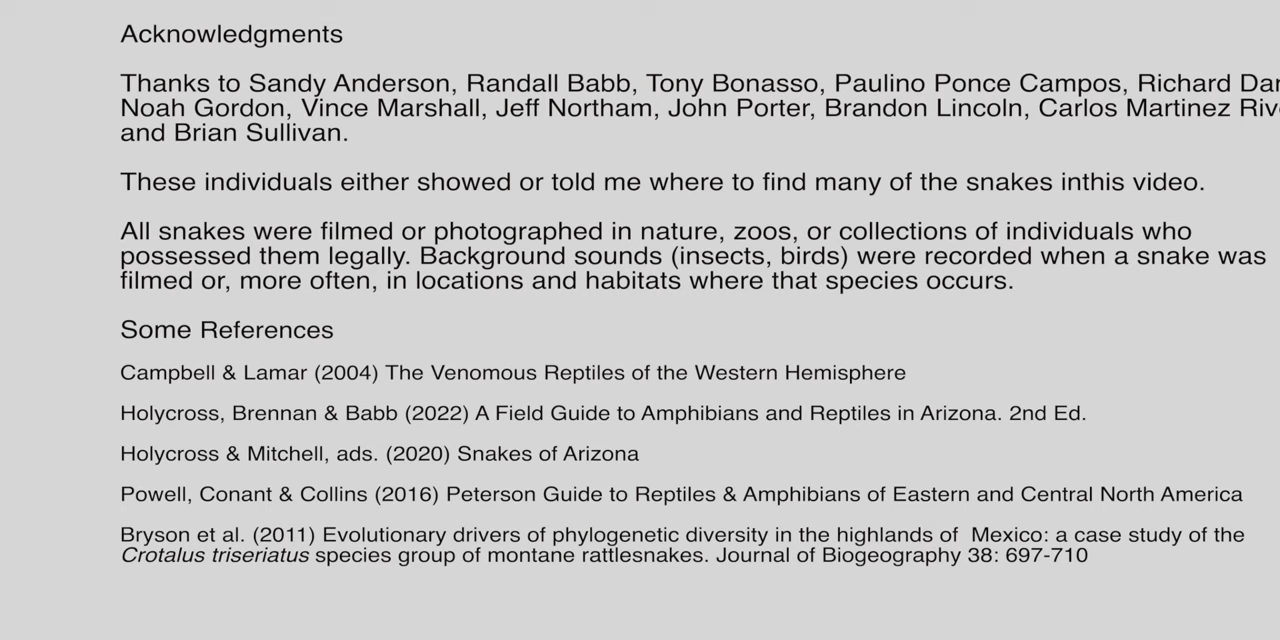 Acknowledgments
Thanks to Sandy Anderson, Randall Babb, Tony Bonasso, Paulino Ponce Campos, Richard
Noah Gordon, Vince Marshall, Jeff Northam, John Porter, Brandon Lincoln, Carlos Martinez
and Brian Sullivan.
These individuals either showed or told me where to find many of the snakes inthis video.
All snakes were filmed or photographed in nature, zoos, or collections of individuals who
possessed them legally. Background sounds (insects, birds) were recorded when a snake was
filmed or, more often, in locations and habitats where that species occurs.
Some References
Campbell & Lamar (2004) The Venomous Reptiles of the Western Hemisphere
Holycross, Brennan & Babb (2022) A Field Guide to Amphibians and Reptiles in Arizona. 2nd Ed.
Holycross & Mitchell, ads. (2020) Snakes of Arizona
Powell, Conant & Collins (2016) Peterson Guide to Reptiles & Amphibians of Eastern and Central North America
Bryson et al. (2011) Evolutionary drivers of phylogenetic diversity in the highlands of  Mexico: a case study of the
Crotalus triseriatus species group of montane rattlesnakes. Journal of Biogeography 38: 697-710